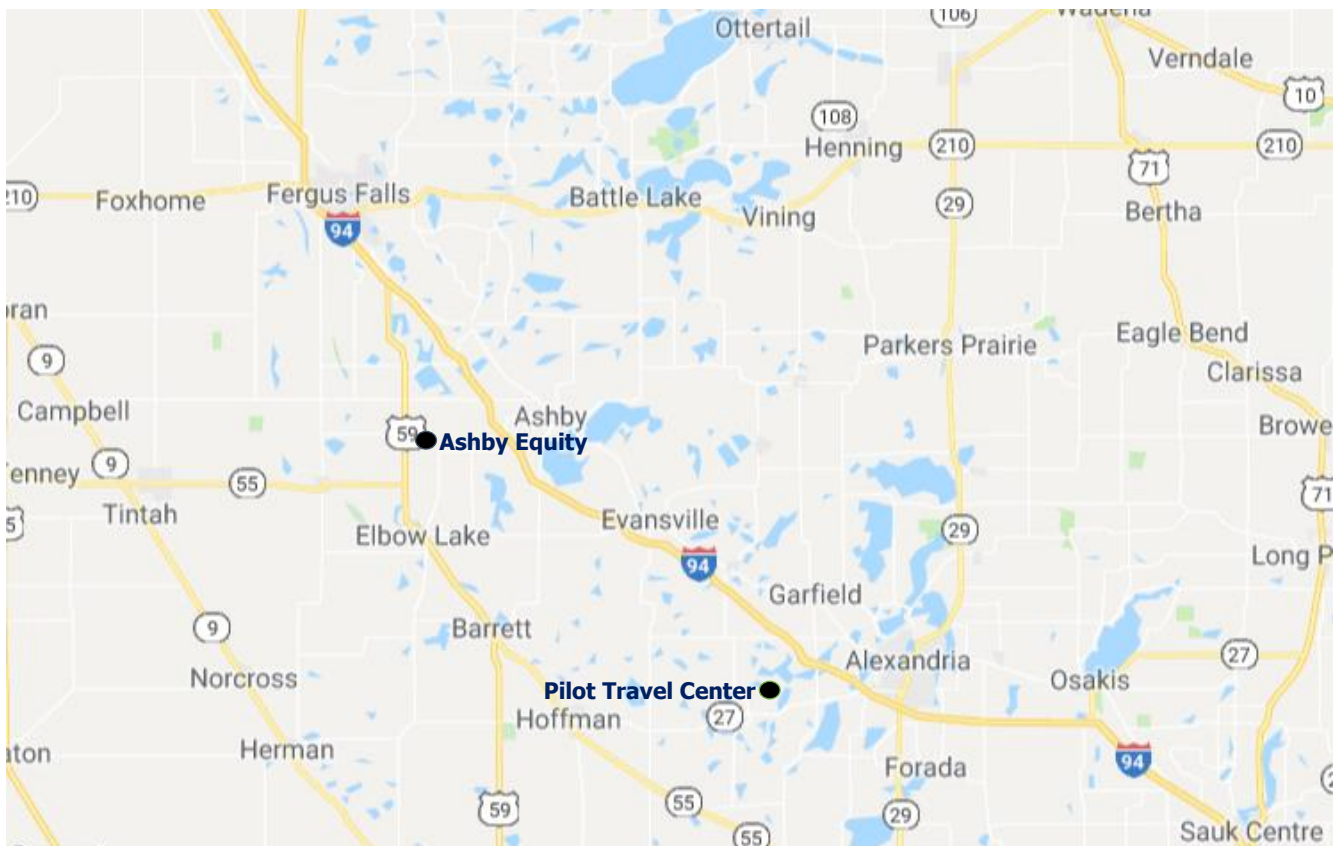 106
Wadena
Ottertail
Verndale
10
108
Henning
210
210
71
210
Foxhome
Fergus Falls
Battle Lake
Vining
29
Bertha
94
Parkers Prairie
Eagle Bend
9
Clarissa
Campbell
Ashby
59
Ashby Equity
Browe
enney
9
55
71
Tintah
5
Evansville
29
Elbow Lake
94
Long P
Garfield
9
Barrett
27
Alexandria
Norcross
Osakis
Pilot Travel Center
27
Hoffman
Herman
94
Forada
59
55
29
55
Sauk Centre